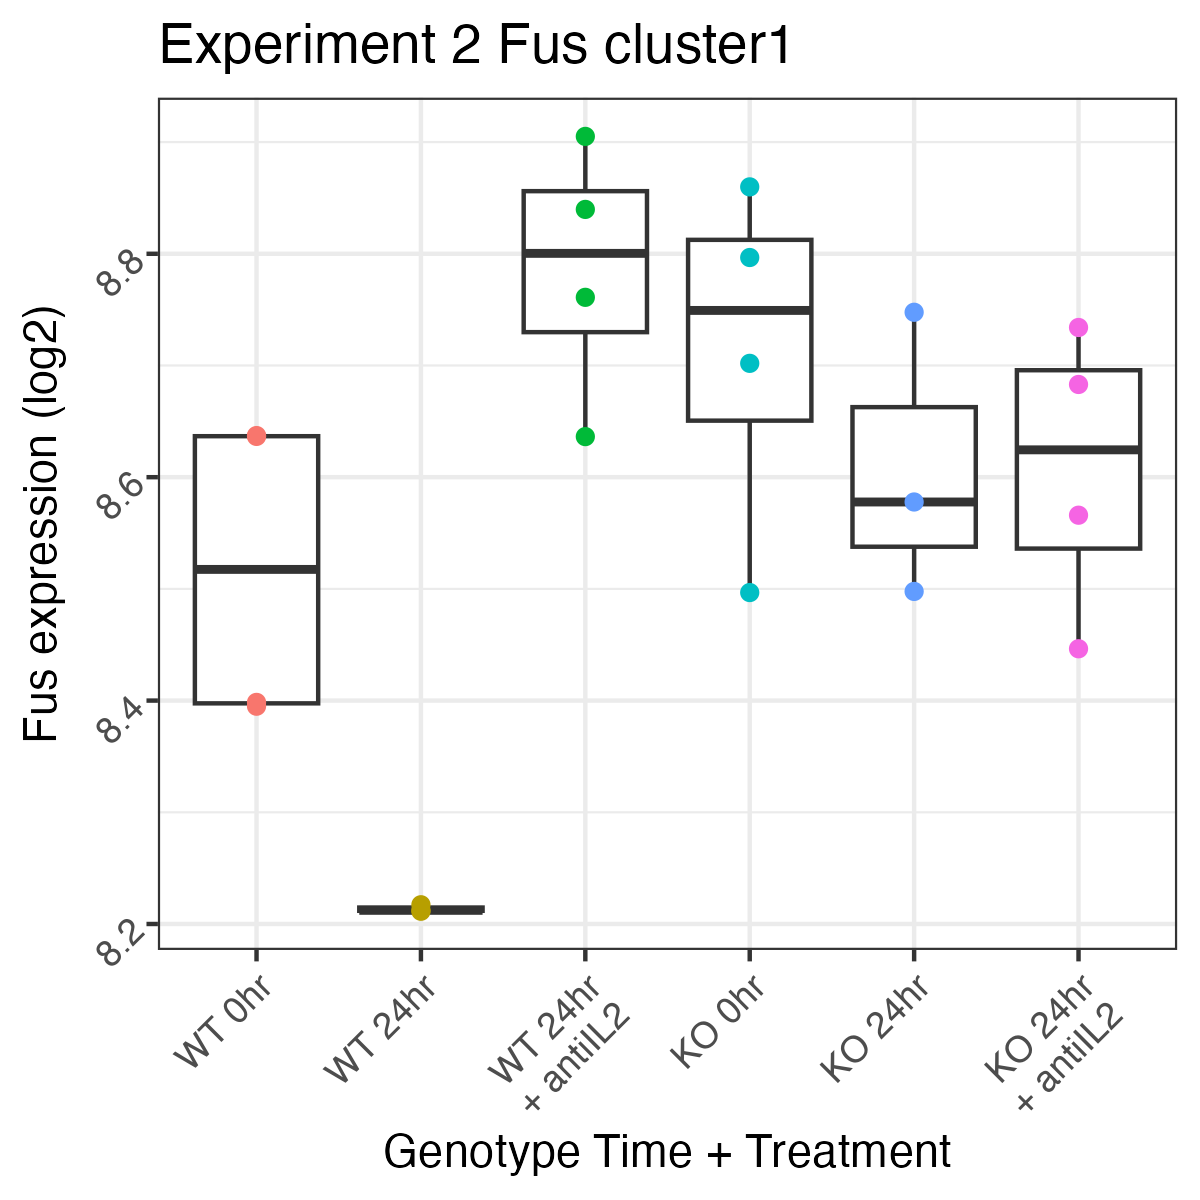 Experiment 2 Fus cluster1
Fus expression (log2)
8.8
8.6
8.4
8.2
WT 0hr
WT 24hr
WT 24hr
+ antiIL2
KO 0hr
KO 24hr
KO 24hr
+ antiIL2
Genotype Time + Treatment